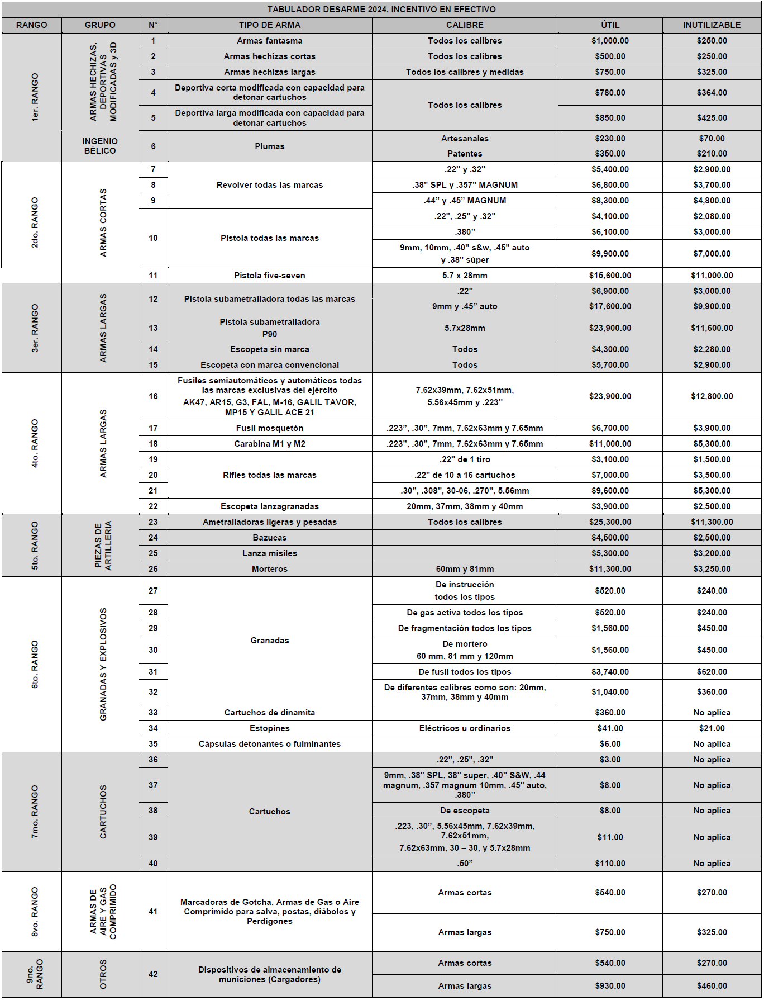 TABULADOR DESARME 2024, INCENTIVO EN EFECTIVO
RANGO GRUPO N° TIPO DE ARMA CALIBRE ÚTIL INUTILIZABLE
1er. RANGO
ARMAS HECHIZAS,
DEPORTIVAS
MODIFICADAS y 3D
1 Armas fantasma Todos los calibres $1,000.00 $250.00
2 Armas hechizas cortas Todos los calibres $500.00 $250.00
3 Armas hechizas largas Todos los calibres y medidas $750.00 $325.00
4 Deportiva corta modificada con capacidad para
detonar cartuchos
$780.00 $364.00
Todos los calibres
5 Deportiva larga modificada con capacidad para
detonar cartuchos
$850.00 $425.00
INGENIO
BÉLICO
6 Plumas
Artesanales $230.00 $70.00
Patentes $350.00 $210.00
2do. RANGO
ARMAS CORTAS
Revolver todas las marcas
7 .22" y .32" $5,400.00 $2,900.00
8 .38" SPL y .357" MAGNUM $6,800.00 $3,700.00
9 .44” y .45” MAGNUM $8,300.00 $4,800.00
10 Pistola todas las marcas
.22", .25" y .32" $4,100.00 $2,080.00
.380” $6,100.00 $3,000.00
9mm, 10mm, .40" s&w, .45" auto
y .38" súper
$9,900.00 $7,000.00
11 Pistola five-seven 5.7 x 28mm $15,600.00 $11,000.00
3er. RANGO
ARMAS LARGAS
12 Pistola subametralladora todas las marcas
.22" $6,900.00 $3,000.00
9mm y .45” auto $17,600.00 $9,900.00
13 Pistola subametralladora
P90
5.7x28mm $23,900.00 $11,600.00
14 Escopeta sin marca Todos $4,300.00 $2,280.00
15 Escopeta con marca convencional Todos $5,700.00 $2,900.00
4to. RANGO
ARMAS LARGAS
16 Fusiles semiautomáticos y automáticos todas
las marcas exclusivas del ejército
AK47, AR15, G3, FAL, M-16, GALIL TAVOR,
MP15 Y GALIL ACE 21
7.62x39mm, 7.62x51mm,
5.56x45mm y .223"
$23,900.00 $12,800.00
17 Fusil mosquetón .223”, .30”, 7mm, 7.62x63mm y 7.65mm $6,700.00 $3,900.00
18 Carabina M1 y M2 .223”, .30”, 7mm, 7.62x63mm y 7.65mm $11,000.00 $5,300.00
Rifles todas las marcas
19 .22" de 1 tiro $3,100.00 $1,500.00
20 .22" de 10 a 16 cartuchos $7,000.00 $3,500.00
21 .30”, .308", 30-06, .270", 5.56mm $9,600.00 $5,300.00
22 Escopeta lanzagranadas 20mm, 37mm, 38mm y 40mm $3,900.00 $2,500.00
5to. RANGO
PIEZAS DE
ARTILLERIA
23 Ametralladoras ligeras y pesadas Todos los calibres $25,300.00 $11,300.00
24 Bazucas $4,500.00 $2,500.00
25 Lanza misiles $5,300.00 $3,200.00
26 Morteros 60mm y 81mm $11,300.00 $3,250.00
6to. RANGO
GRANADAS Y EXPLOSIVOS
Granadas
27 De instrucción
todos los tipos
$520.00 $240.00
28 De gas activa todos los tipos $520.00 $240.00
29 De fragmentación todos los tipos $1,560.00 $450.00
30 De mortero
60 mm, 81 mm y 120mm
$1,560.00 $450.00
31 De fusil todos los tipos $3,740.00 $620.00
32 De diferentes calibres como son: 20mm,
37mm, 38mm y 40mm
$1,040.00 $360.00
33 Cartuchos de dinamita $360.00 No aplica
34 Estopines Eléctricos u ordinarios $41.00 $21.00
35 Cápsulas detonantes o fulminantes $6.00 No aplica
7mo. RANGO
CARTUCHOS
Cartuchos
36 .22", .25", .32" $3.00 No aplica
37 9mm, .38" SPL, 38" super, .40" S&W, .44
magnum, .357 magnum 10mm, .45" auto,
.380”
$8.00 No aplica
38 De escopeta $8.00 No aplica
39 .223, .30”, 5.56x45mm, 7.62x39mm,
7.62x51mm,
7.62x63mm, 30 – 30, y 5.7x28mm
$11.00 No aplica
40 .50” $110.00 No aplica
8vo. RANGO
ARMAS DE
AIRE Y GAS
COMPRIMIDO
41 Marcadoras de Gotcha, Armas de Gas o Aire
Comprimido para salva, postas, diábolos y
Perdigones
Armas cortas $540.00 $270.00
Armas largas $750.00 $325.00
9no.
RANGO
OTROS
42 Dispositivos de almacenamiento de
municiones (Cargadores)
Armas cortas $540.00 $270.00
Armas largas $930.00 $460.00